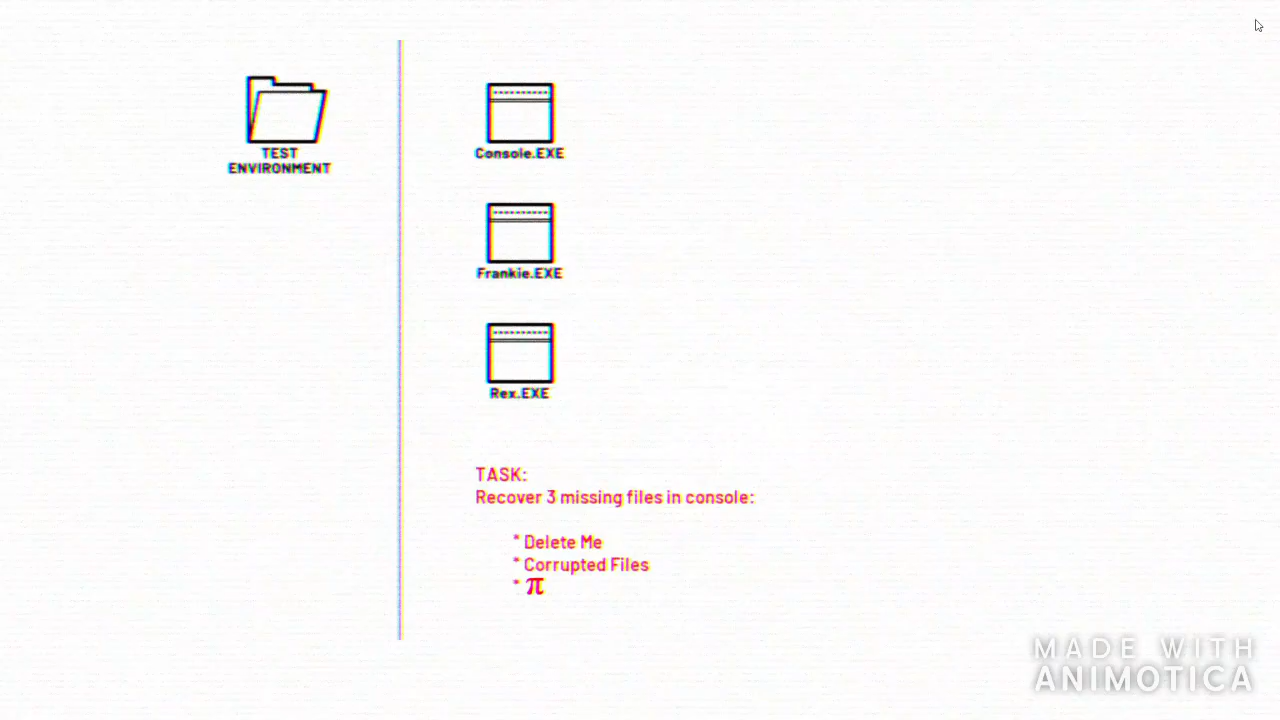 TEST
ENVIRONMENT
Console.EXE
Frankie.EXE
Rex.EXE
TASK:
Recover 3 missing files in console:
* Delete Me
* Corrupted Files
* π
MADE WITH
ANIMOTICA